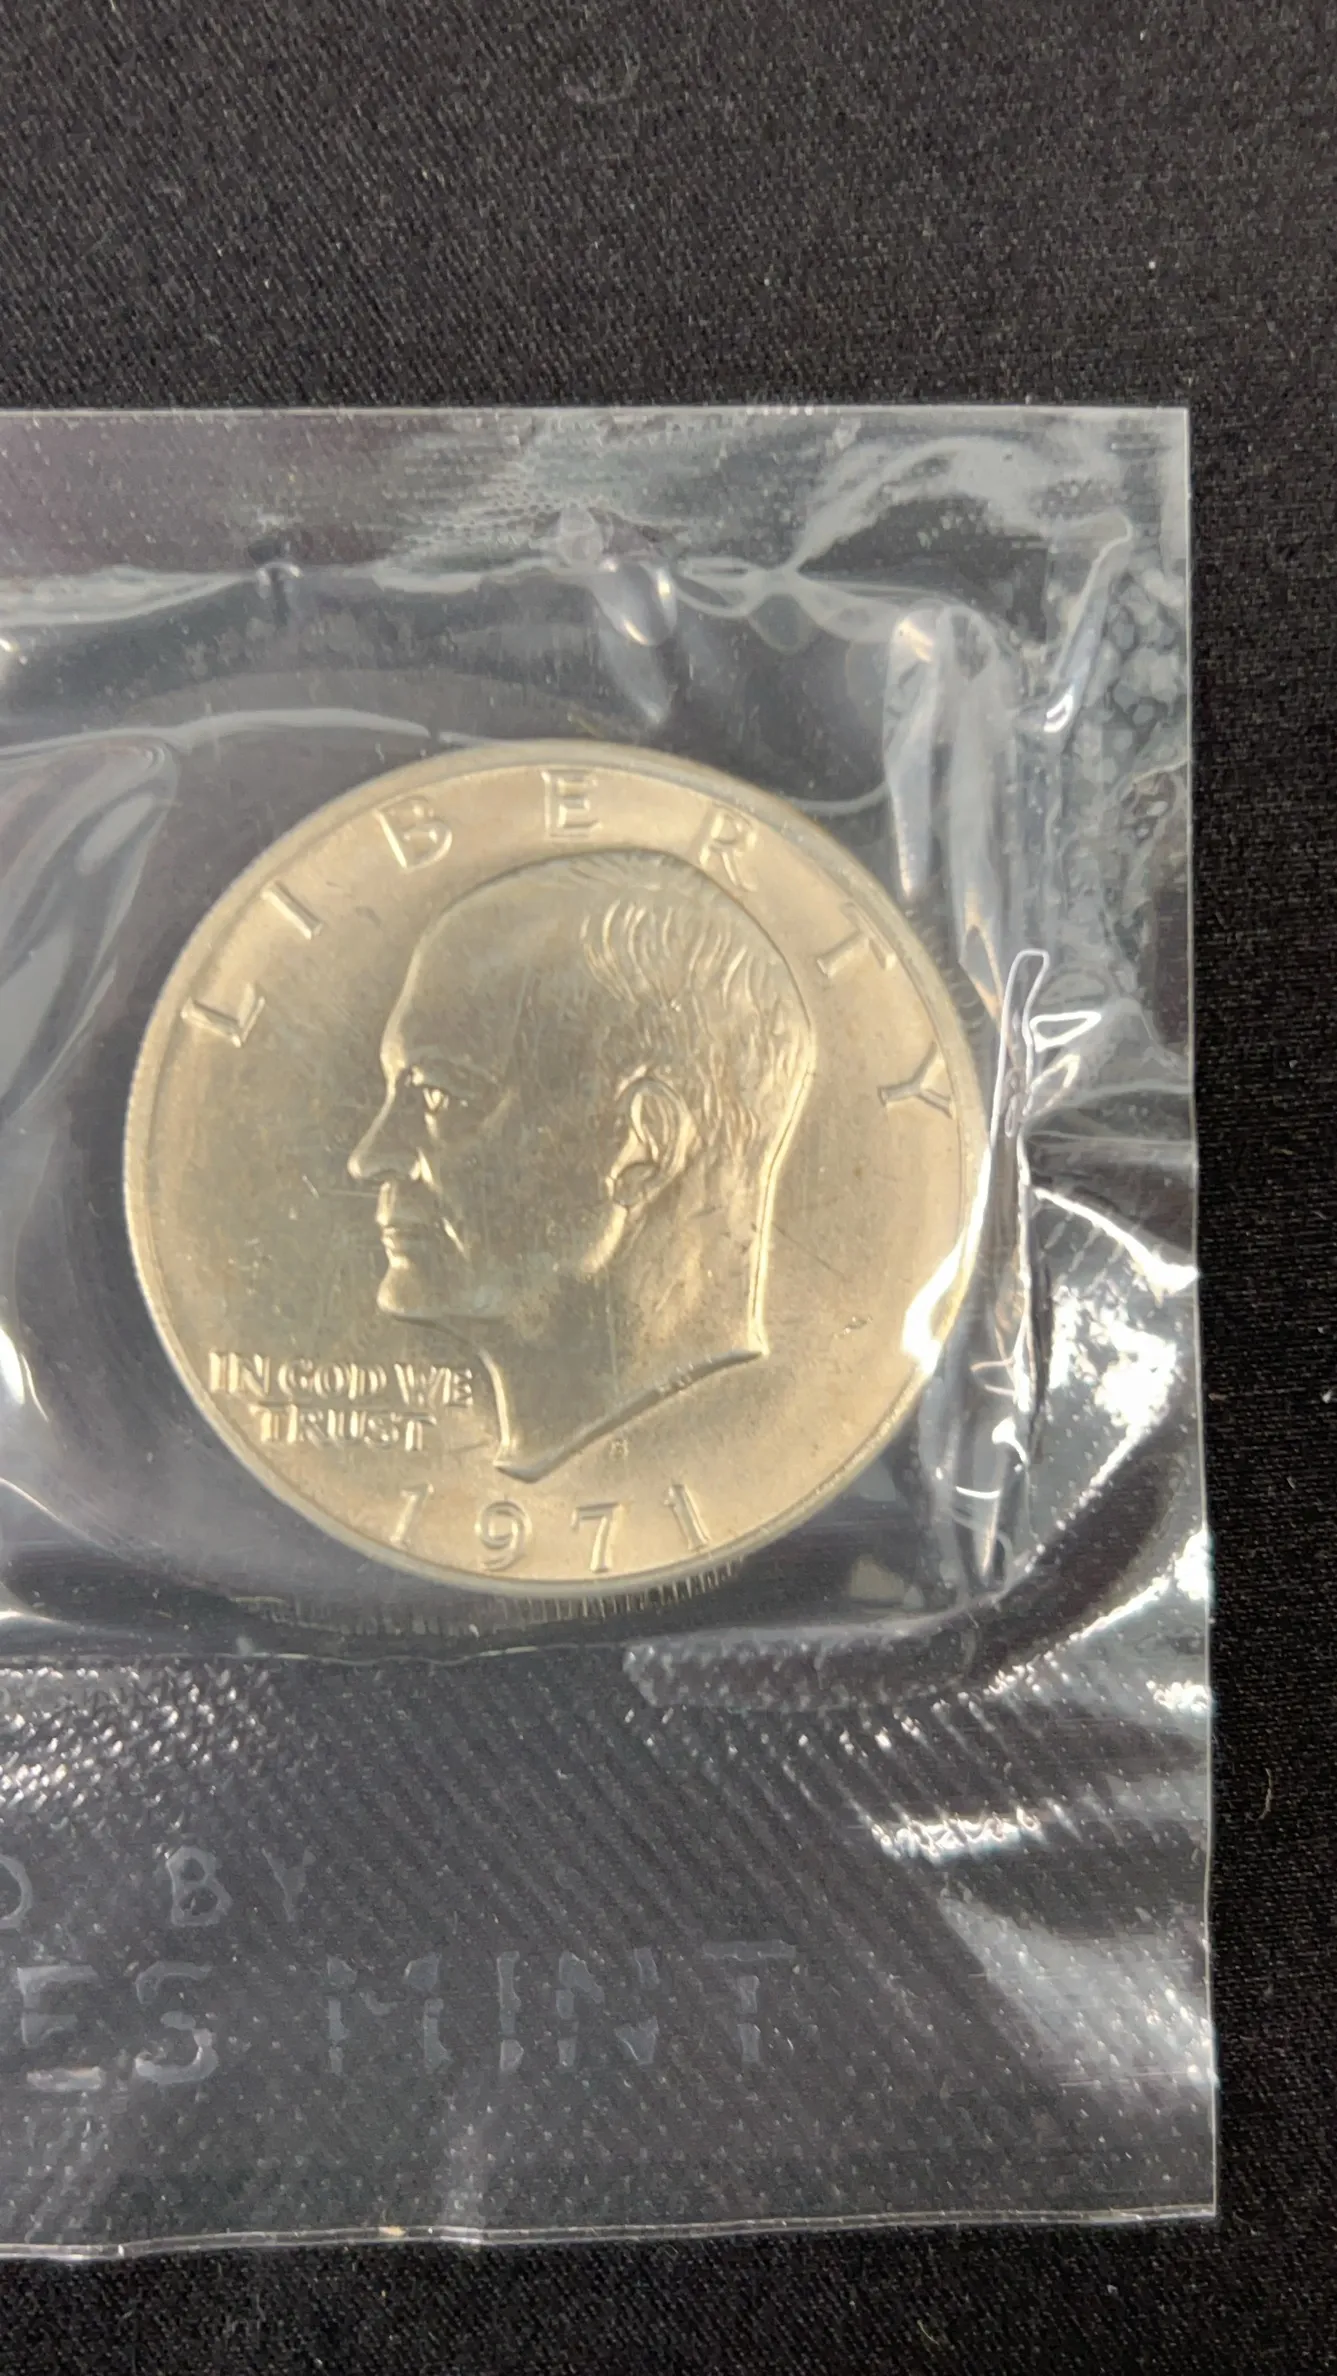 LIBERTY
IN GOD WE
TRUST
S
1971
BY
ES MINT